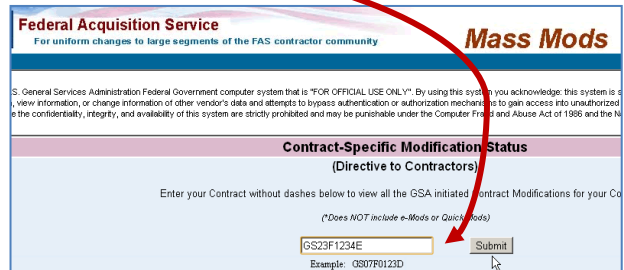 Federal Acquisition Service
For uniform changes to large segments of the FAS contractor community
Mass Mods
S. General Services Administration Federal Government computer system that is "FOR OFFICIAL USE ONLY". By using this system you acknowledge: this system is s
, view information, or change information of other vendor's data and attempts to bypass authentication or authorization mechanisms to gain access into unauthorized
e the confidentiality, integrity, and availability of this system are strictly prohibited and may be punishable under the Computer Fraud and Abuse Act of 1986 and the N
Contract-Specific Modification Status
(Directive to Contractors)
Enter your Contract without dashes below to view all the GSA initiated Contract Modifications for your Co
(*Does NOT include e-Mods or Quick Mods)
GS23F1234E Submit
Example: GS07F0123D